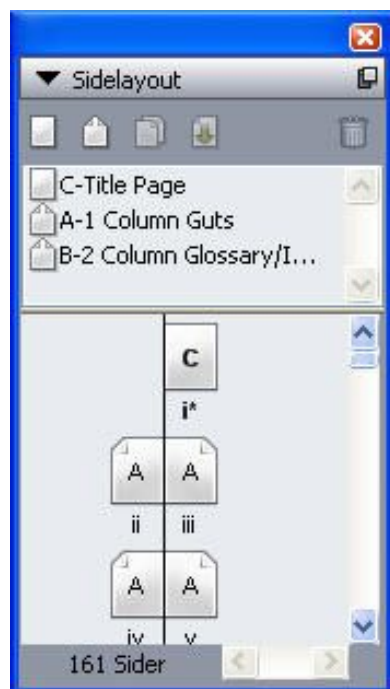 Sidelayout
C-Title Page
A-1 Column Guts
B-2 Column Glossary/I...
C
i*
A A
ii iii
A A
iv v
161 Sider